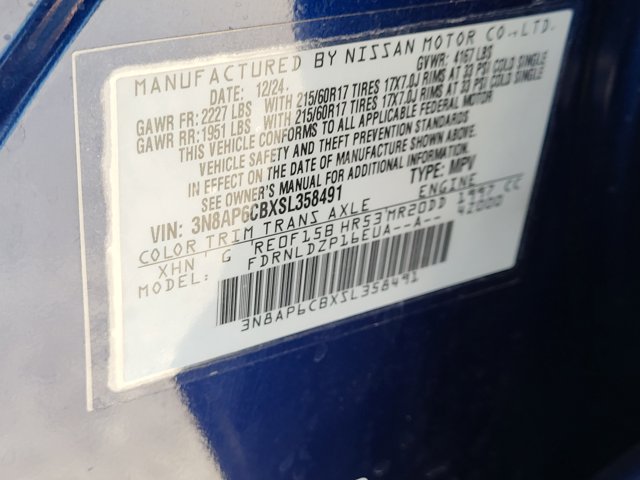 MANUFACTURED BY NISSAN MOTOR CO.,LTD.
DATE: 12/24. GVWR: 4167 LBS
GAWR FR: 2227 LBS WITH 215/60R17 TIRES 17X7.0J RIMS AT 33 PSI COLD SINGLE
GAWR RR: 1951 LBS WITH 215/60R17 TIRES 17X7.0J RIMS AT 33 PSI COLD SINGLE
THIS VEHICLE CONFORMS TO ALL APPLICABLE FEDERAL MOTOR
VEHICLE SAFETY AND THEFT PREVENTION STANDARDS
IN EFFECT ON THE DATE OF MANUFACTURE SHOWN ABOVE.
SEE OWNER'S MANUAL FOR ADDITIONAL INFORMATION.
VIN: 3N8AP6CBXSL358491 TYPE: MPV
COLOR TRIM TRANS AXLE ENGINE
XHN G RE0F15B HR53 MR20DD 1997 CC
MODEL: FDRNLDZP16EUA--A-- 42000
3N8AP6CBXSL358491